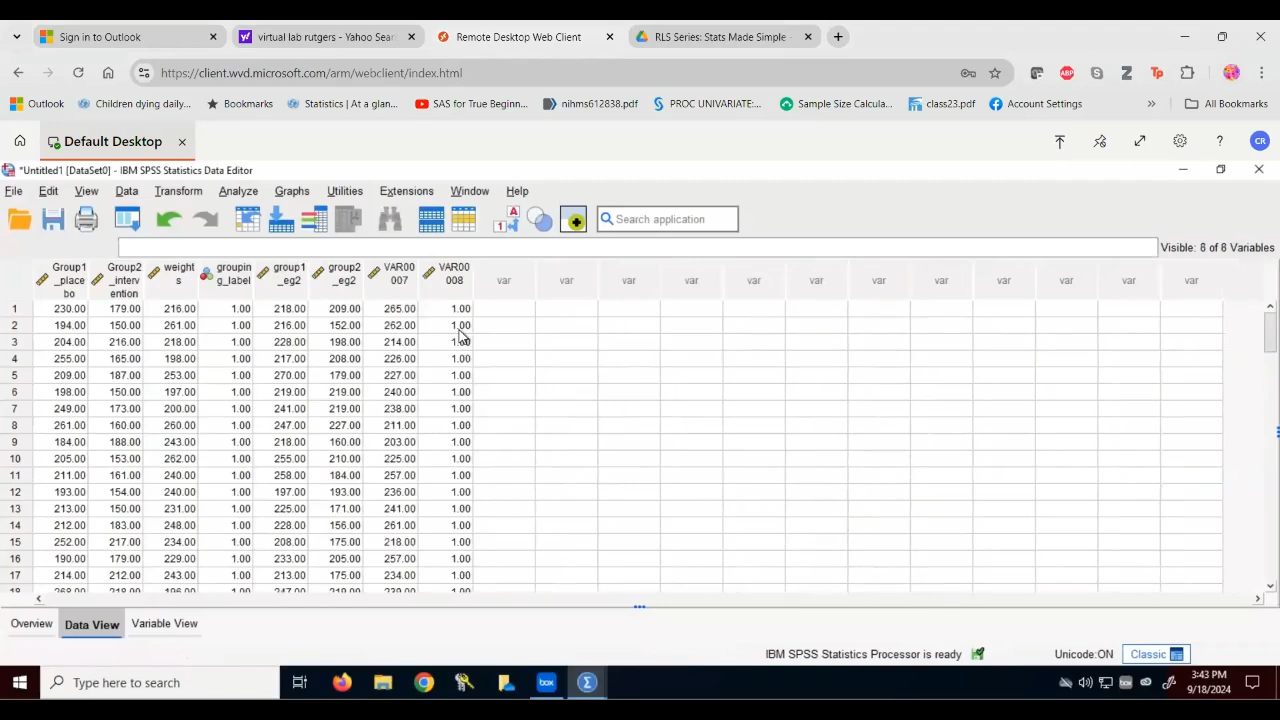 Sign in to Outlook
virtual lab rutgers - Yahoo Sear
Remote Desktop Web Client
RLS Series: Stats Made Simple -
https://client.wvd.microsoft.com/arm/webclient/index.html
ABP
Tp
Outlook
Children dying daily...
Bookmarks
Statistics | At a glan...
SAS for True Beginn...
nihms618838.pdf
PROC UNIVARIATE:...
Sample Size Calcula...
class23.pdf
Account Settings
All Bookmarks
Default Desktop
CR
*Untitled1 [DataSet0] - IBM SPSS Statistics Data Editor
File Edit View Data Transform Analyze Graphs Utilities Extensions Window Help
Search application
Visible: 8 of 8 Variables
Group1_placebo Group2_intervention weights grouping_label group1_eg2 group2_eg2 VAR00007 VAR00008 var var var var var var var var var var var var
1 230.00 179.00 216.00 1.00 218.00 209.00 265.00 1.00
2 194.00 150.00 261.00 1.00 216.00 152.00 262.00 1.00
3 204.00 216.00 218.00 1.00 228.00 198.00 214.00 1.00
4 255.00 165.00 198.00 1.00 217.00 208.00 226.00 1.00
5 209.00 187.00 253.00 1.00 270.00 179.00 227.00 1.00
6 198.00 150.00 197.00 1.00 219.00 219.00 240.00 1.00
7 249.00 173.00 200.00 1.00 241.00 219.00 238.00 1.00
8 261.00 160.00 260.00 1.00 247.00 227.00 211.00 1.00
9 184.00 188.00 243.00 1.00 218.00 160.00 203.00 1.00
10 205.00 153.00 262.00 1.00 255.00 210.00 225.00 1.00
11 211.00 161.00 240.00 1.00 258.00 184.00 257.00 1.00
12 193.00 154.00 240.00 1.00 197.00 193.00 236.00 1.00
13 213.00 150.00 231.00 1.00 225.00 171.00 241.00 1.00
14 212.00 183.00 248.00 1.00 228.00 156.00 261.00 1.00
15 252.00 217.00 234.00 1.00 208.00 175.00 218.00 1.00
16 190.00 179.00 229.00 1.00 233.00 205.00 257.00 1.00
17 214.00 212.00 243.00 1.00 213.00 175.00 234.00 1.00
Overview Data View Variable View
IBM SPSS Statistics Processor is ready
Unicode:ON
Classic
Type here to search
box
3:43 PM
9/18/2024